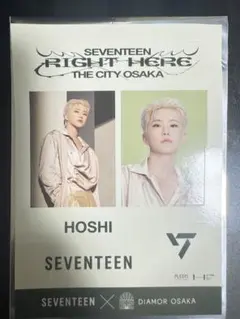 SEVENTEEN
RIGHT HERE
THE CITY OSAKA
HOSHI
SEVENTEEN
SEVENTEEN × DIAMOR OSAKA